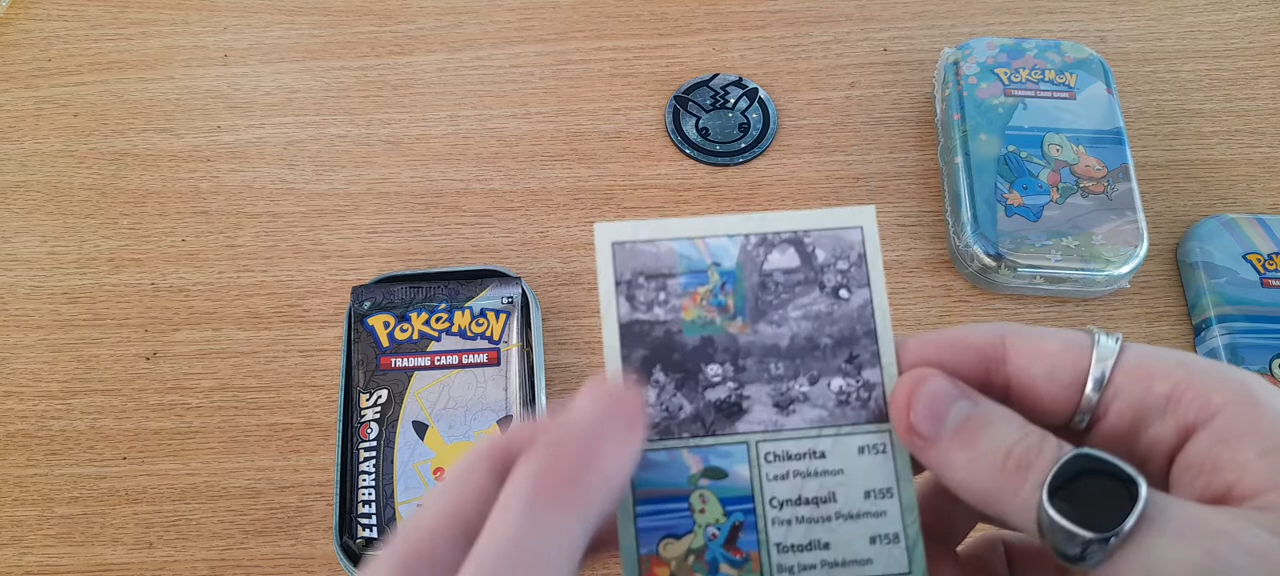 POKéMON
TRADING CARD GAME
POKéMON
TRADING CARD GAME
6+
ELEBRATIONS
Chikorita #152
Leaf Pokémon
Cyndaquil #155
Fire Mouse Pokémon
Totodile #158
Big Jaw Pokémon